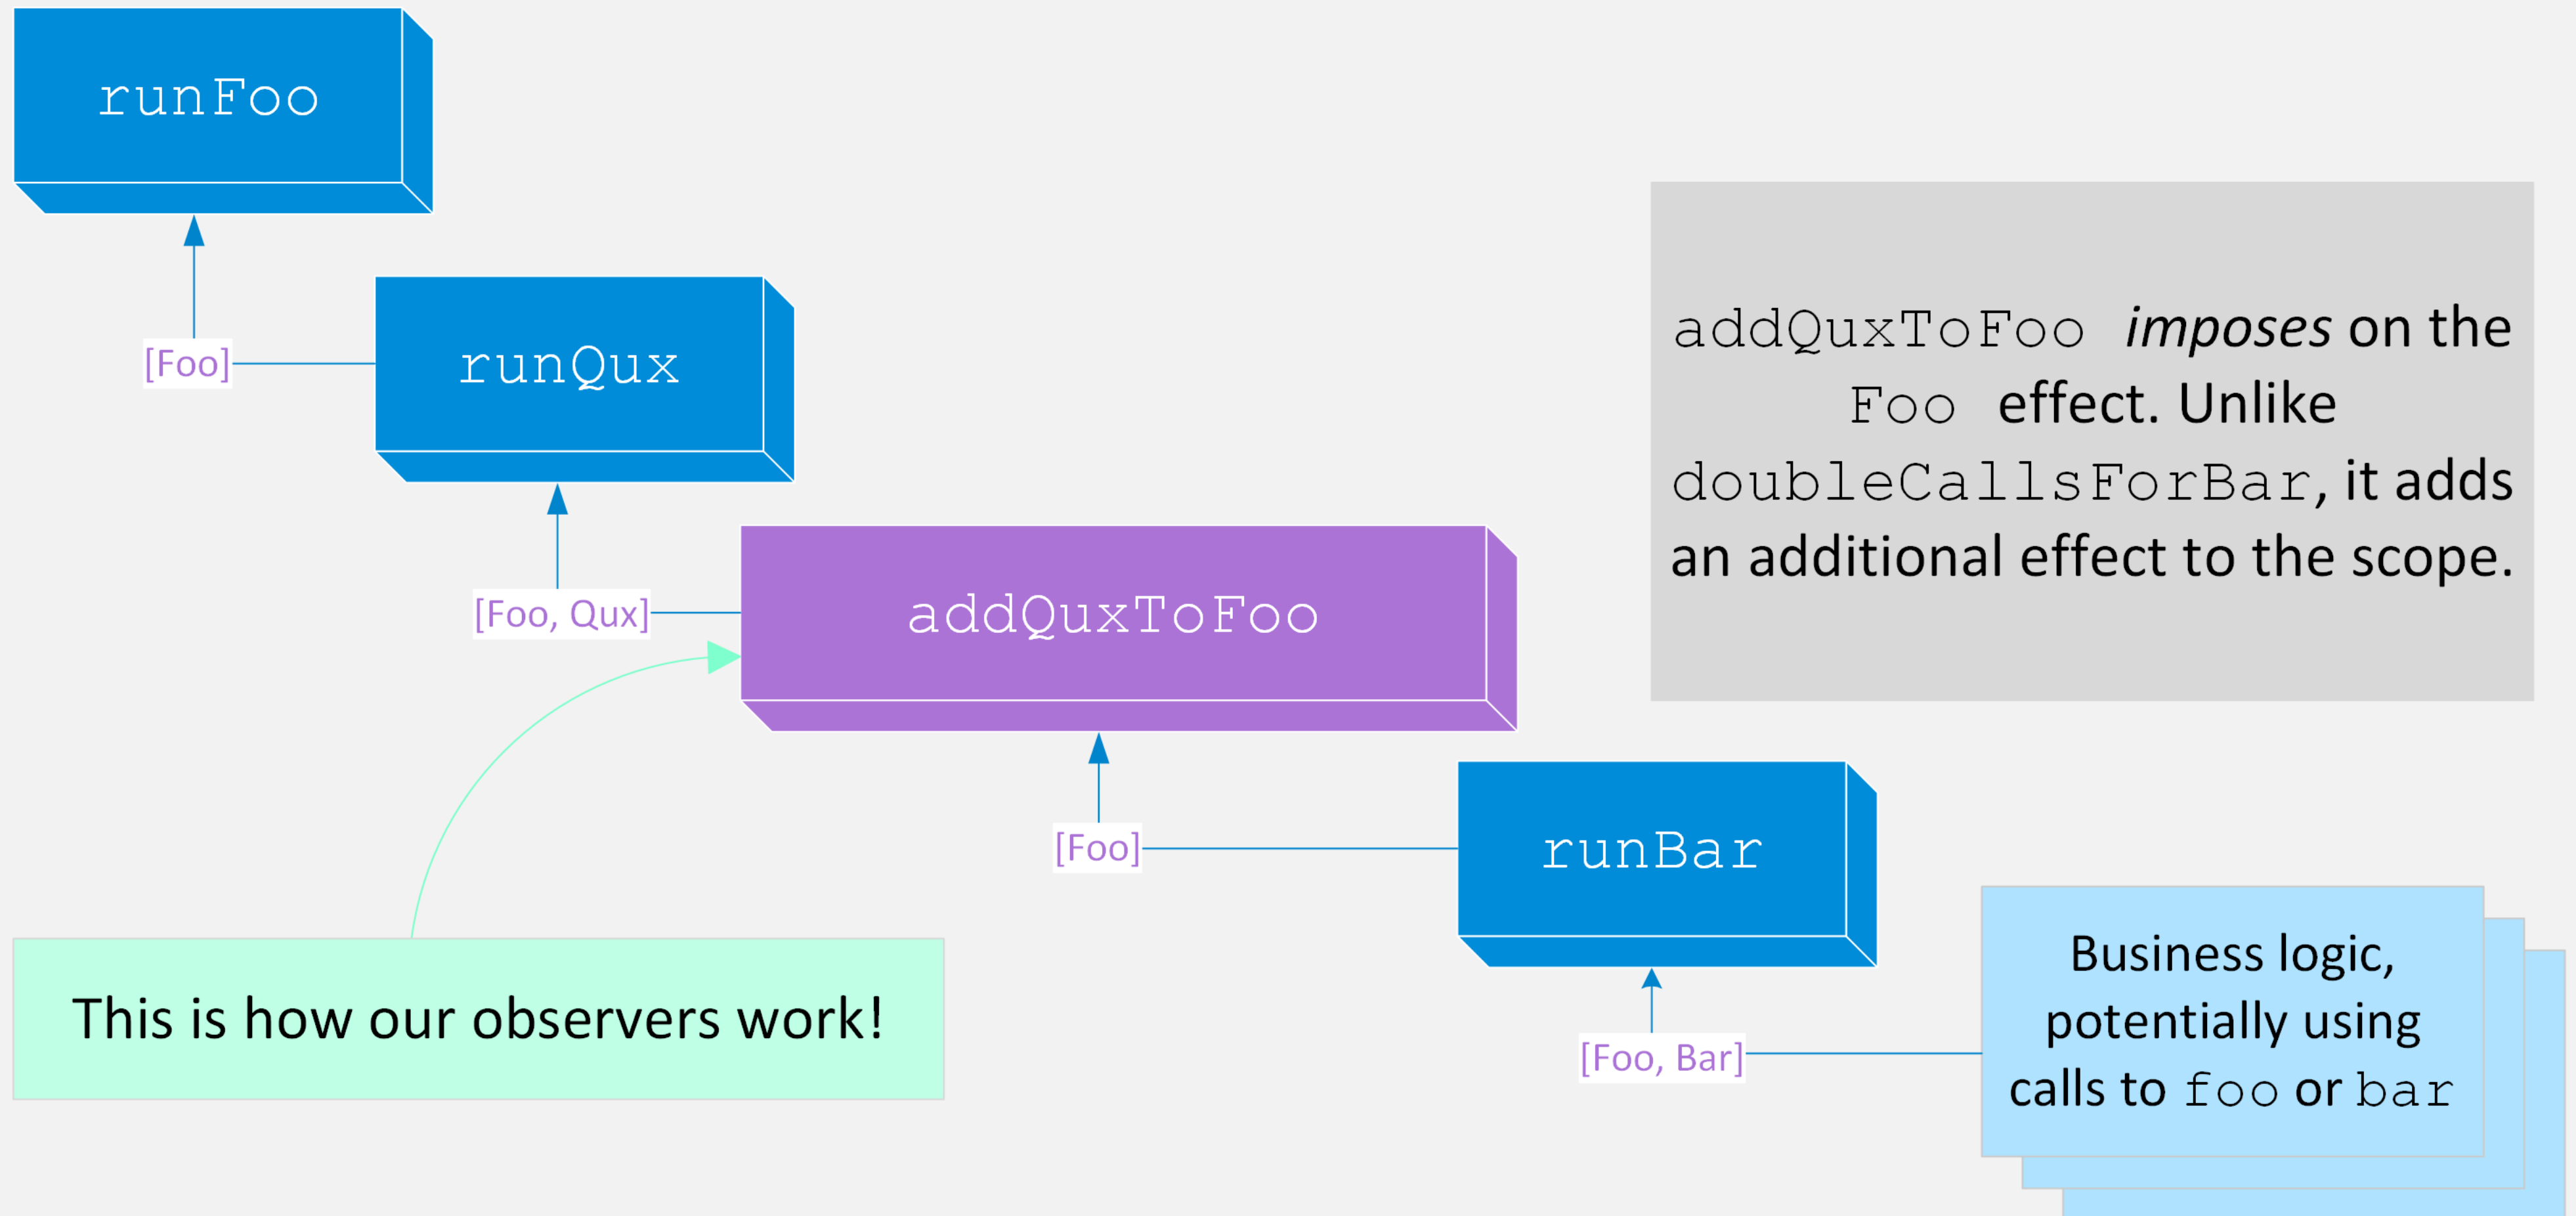 runFoo
[Foo]
runQux
addQuxToFoo imposes on the
Foo effect. Unlike
doubleCallsForBar, it adds
an additional effect to the scope.
[Foo, Qux]
addQuxToFoo
[Foo]
runBar
This is how our observers work!
[Foo, Bar]
Business logic,
potentially using
calls to foo or bar